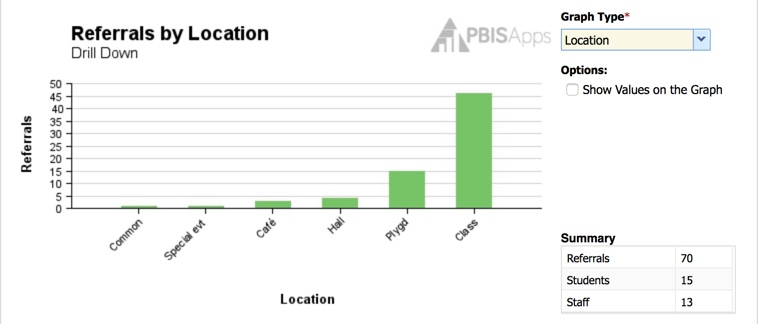 Referrals by Location
Drill Down
PBISApps
Referrals
50
45
40
35
30
25
20
15
10
5
0
Common
Special evt
Café
Hall
Plygd
Class
Location
Graph Type*
Location
Options:
Show Values on the Graph
Summary
Referrals 70
Students 15
Staff 13